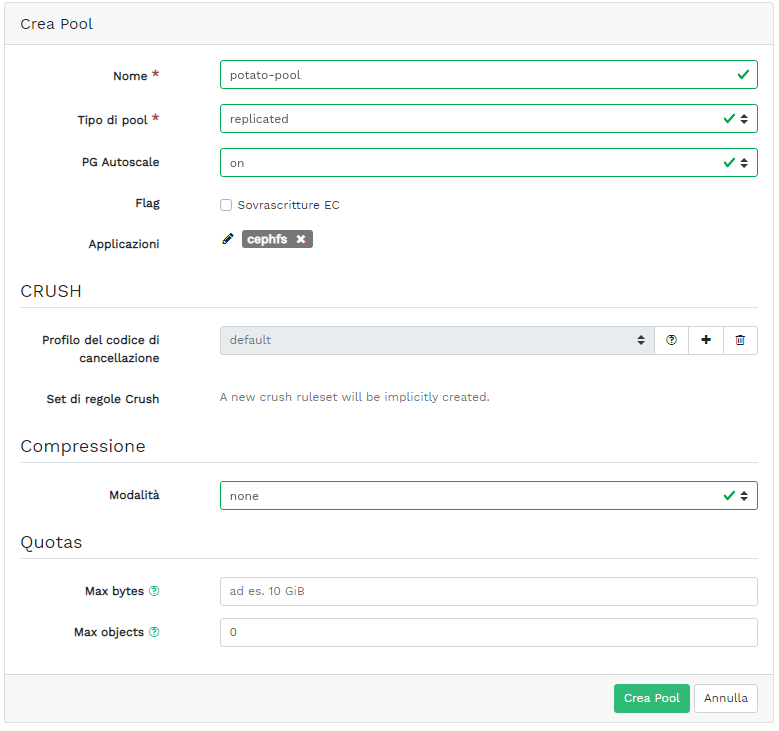 Crea Pool
Nome *
potato-pool
Tipo di pool *
replicated
PG Autoscale
on
Flag
Sovrascritture EC
Applicazioni
cephfs
CRUSH
Profilo del codice di
cancellazione
default
Set di regole Crush
A new crush ruleset will be implicitly created.
Compressione
Modalità
none
Quotas
Max bytes
ad es. 10 GiB
Max objects
0
Crea Pool
Annulla